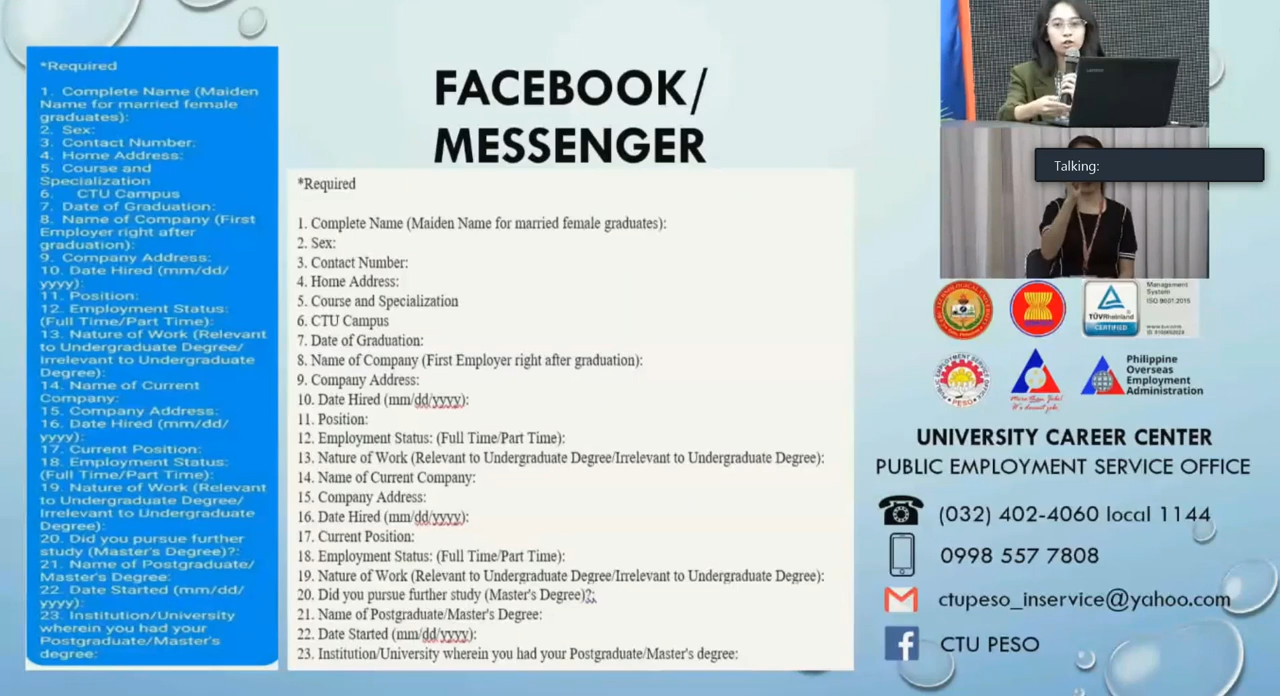 *Required
1. Complete Name (Maiden
Name for married female
graduates):
2. Sex:
3. Contact Number:
4. Home Address:
5. Course and
Specialization
6. CTU Campus
7. Date of Graduation:
8. Name of Company (First
Employer right after
graduation):
9. Company Address:
10. Date Hired (mm/dd/
yyyy):
11. Position:
12. Employment Status:
(Full Time/Part Time):
13. Nature of Work (Relevant
to Undergraduate Degree/
Irrelevant to Undergraduate
Degree):
14. Name of Current
Company:
15. Company Address:
16. Date Hired (mm/dd/
yyyy):
17. Current Position:
18. Employment Status:
(Full Time/Part Time):
19. Nature of Work (Relevant
to Undergraduate Degree/
Irrelevant to Undergraduate
Degree):
20. Did you pursue further
study (Master's Degree)?:
21. Name of Postgraduate/
Master's Degree:
22. Date Started (mm/dd/
yyyy):
23. Institution/University
wherein you had your
Postgraduate/Master's
degree:
FACEBOOK/
MESSENGER
*Required
1. Complete Name (Maiden Name for married female graduates):
2. Sex:
3. Contact Number:
4. Home Address:
5. Course and Specialization
6. CTU Campus
7. Date of Graduation:
8. Name of Company (First Employer right after graduation):
9. Company Address:
10. Date Hired (mm/dd/yyyy):
11. Position:
12. Employment Status: (Full Time/Part Time):
13. Nature of Work (Relevant to Undergraduate Degree/Irrelevant to Undergraduate Degree):
14. Name of Current Company:
15. Company Address:
16. Date Hired (mm/dd/yyyy):
17. Current Position:
18. Employment Status: (Full Time/Part Time):
19. Nature of Work (Relevant to Undergraduate Degree/Irrelevant to Undergraduate Degree):
20. Did you pursue further study (Master's Degree)?:
21. Name of Postgraduate/Master's Degree:
22. Date Started (mm/dd/yyyy):
23. Institution/University wherein you had your Postgraduate/Master's degree:
Talking:
Management
System
ISO 9001:2015
TÜVRheinland
CERTIFIED
www.tuv.com
PESO
Philippine
Overseas
Employment
Administration
UNIVERSITY CAREER CENTER
PUBLIC EMPLOYMENT SERVICE OFFICE
(032) 402-4060 local 1144
0998 557 7808
ctupeso_inservice@yahoo.com
CTU PESO